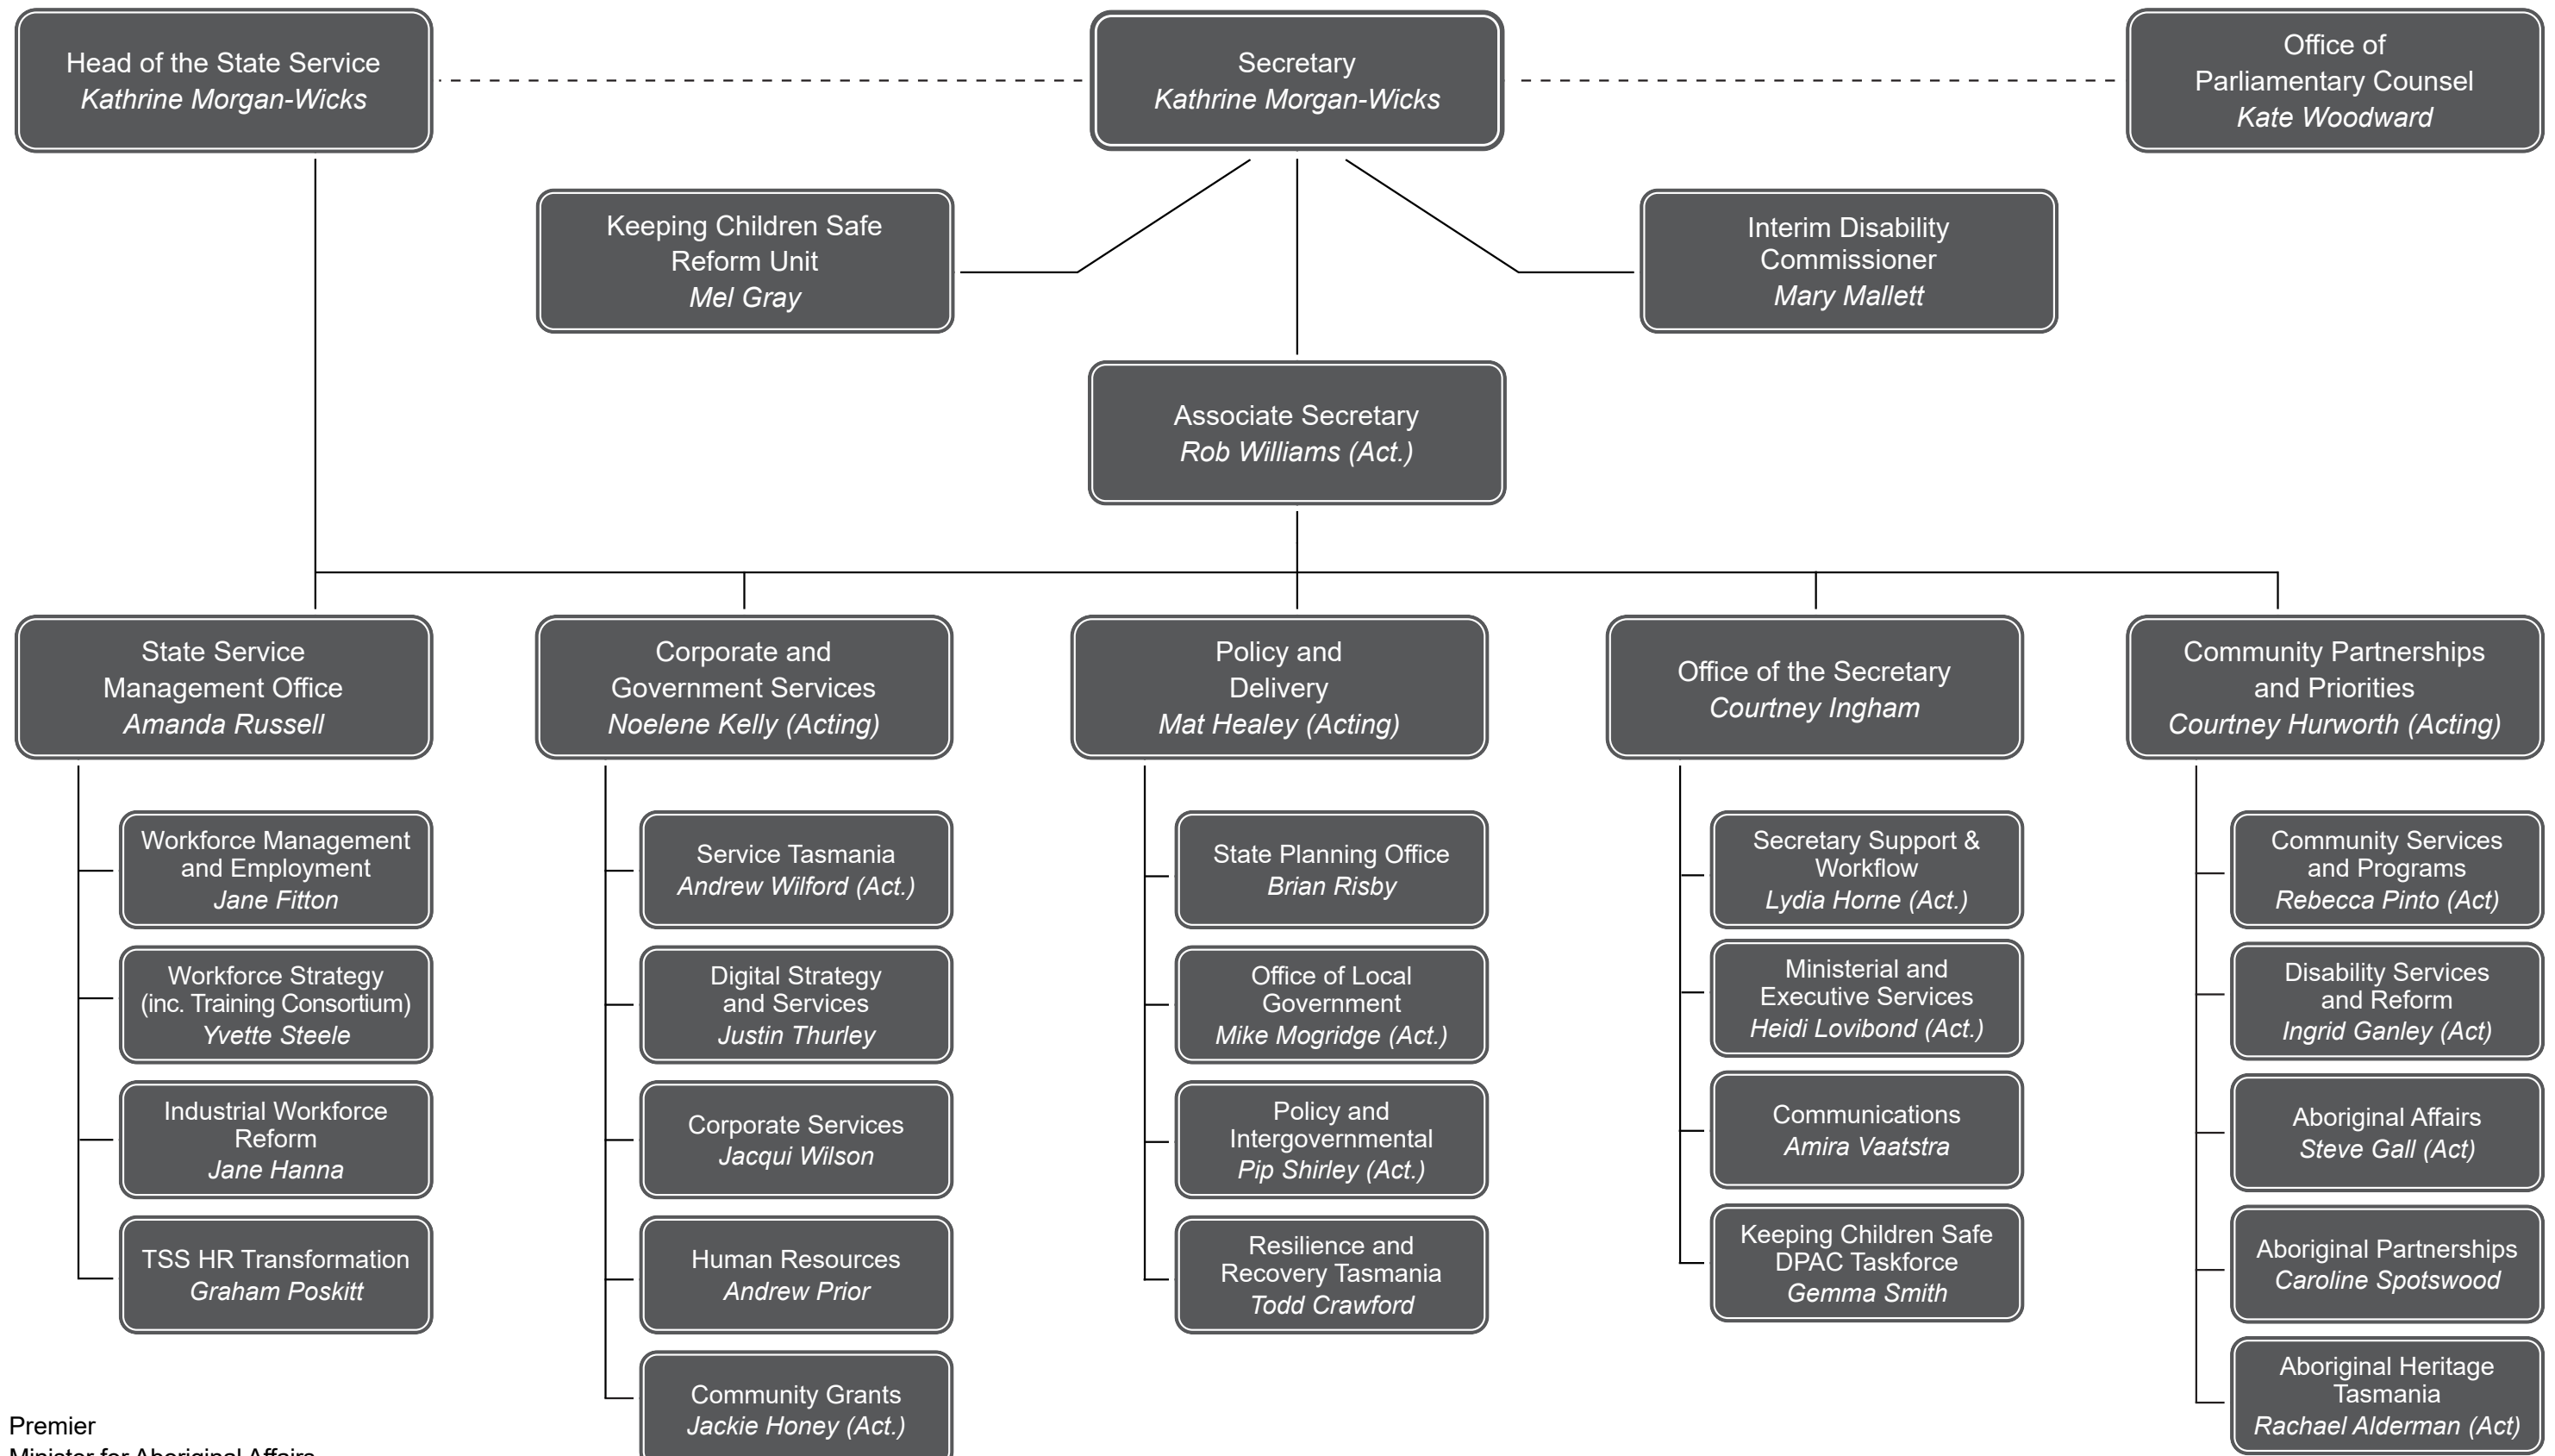 Head of the State Service
Kathrine Morgan-Wicks
Secretary
Kathrine Morgan-Wicks
Office of
Parliamentary Counsel
Kate Woodward
Keeping Children Safe
Reform Unit
Mel Gray
Interim Disability
Commissioner
Mary Mallett
Associate Secretary
Rob Williams (Act.)
State Service
Management Office
Amanda Russell
Workforce Management
and Employment
Jane Fitton
Workforce Strategy
(inc. Training Consortium)
Yvette Steele
Industrial Workforce
Reform
Jane Hanna
TSS HR Transformation
Graham Poskitt
Corporate and
Government Services
Noelene Kelly (Acting)
Service Tasmania
Andrew Wilford (Act.)
Digital Strategy
and Services
Justin Thurley
Corporate Services
Jacqui Wilson
Human Resources
Andrew Prior
Community Grants
Jackie Honey (Act.)
Policy and
Delivery
Mat Healey (Acting)
State Planning Office
Brian Risby
Office of Local
Government
Mike Mogridge (Act.)
Policy and
Intergovernmental
Pip Shirley (Act.)
Resilience and
Recovery Tasmania
Todd Crawford
Office of the Secretary
Courtney Ingham
Secretary Support &
Workflow
Lydia Horne (Act.)
Ministerial and
Executive Services
Heidi Lovibond (Act.)
Communications
Amira Vaatstra
Keeping Children Safe
DPAC Taskforce
Gemma Smith
Community Partnerships
and Priorities
Courtney Hurworth (Acting)
Community Services
and Programs
Rebecca Pinto (Act)
Disability Services
and Reform
Ingrid Ganley (Act)
Aboriginal Affairs
Steve Gall (Act)
Aboriginal Partnerships
Caroline Spotswood
Aboriginal Heritage
Tasmania
Rachael Alderman (Act)
Premier
Minister for Aboriginal Affairs